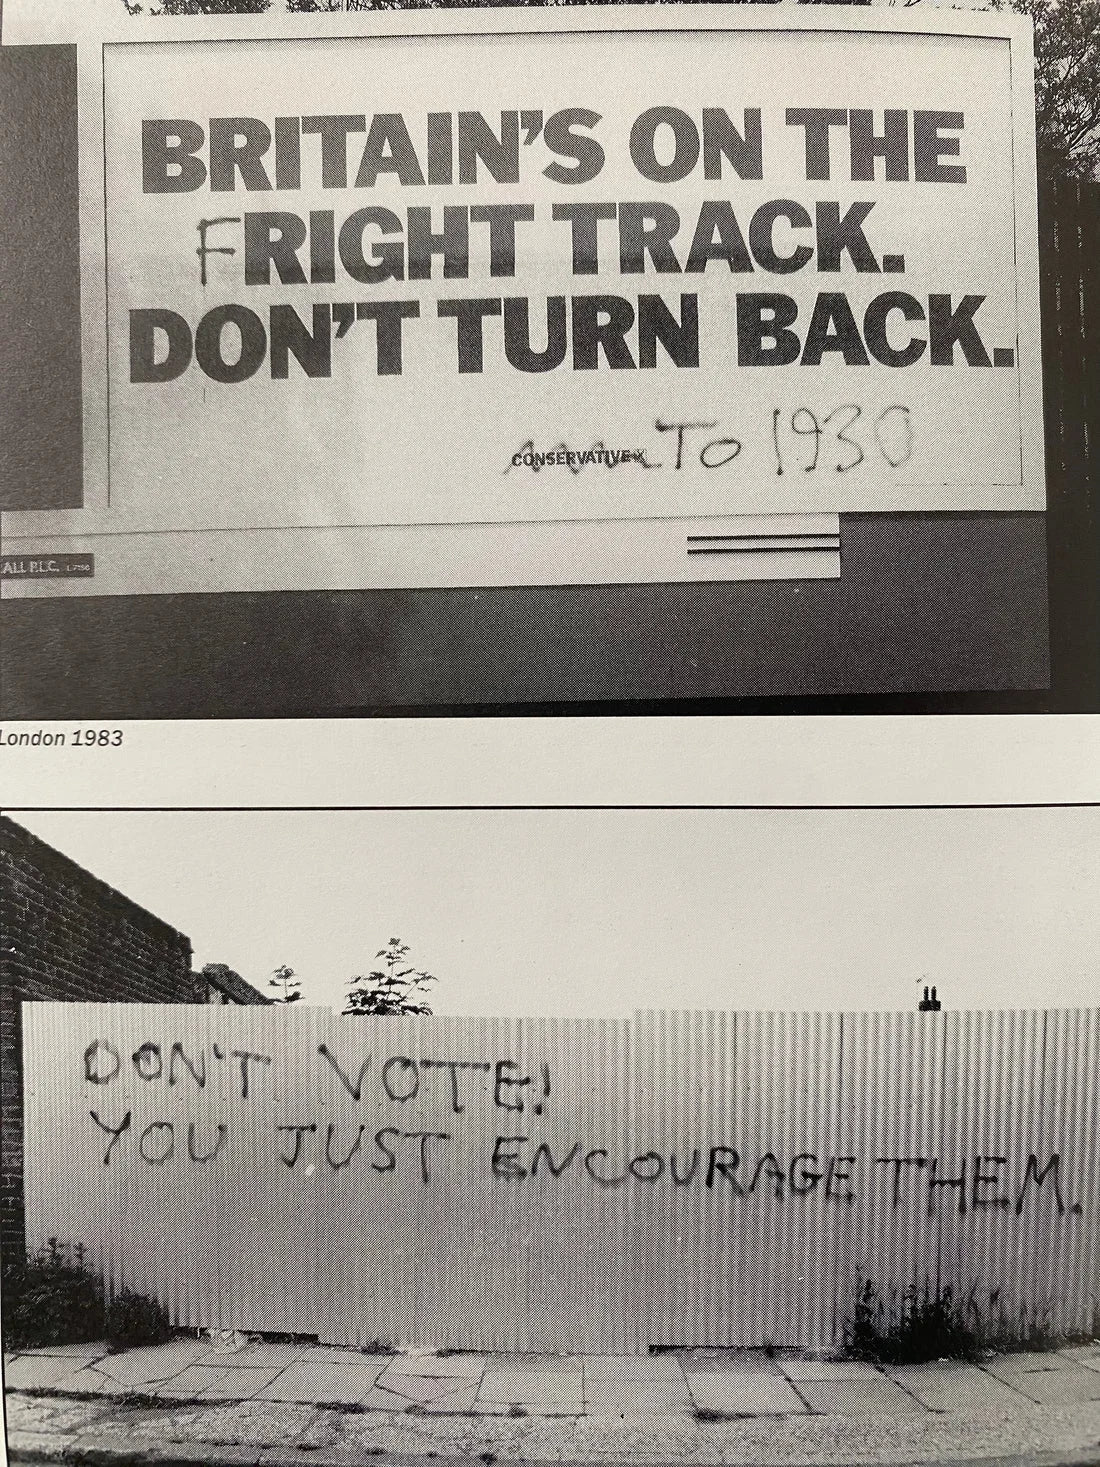 BRITAIN'S ON THE
FRIGHT TRACK.
DON'T TURN BACK.
CONSERVATIVE X To 1930
ALL P.L.C.
London 1983
DON'T VOTE!
YOU JUST ENCOURAGE THEM.